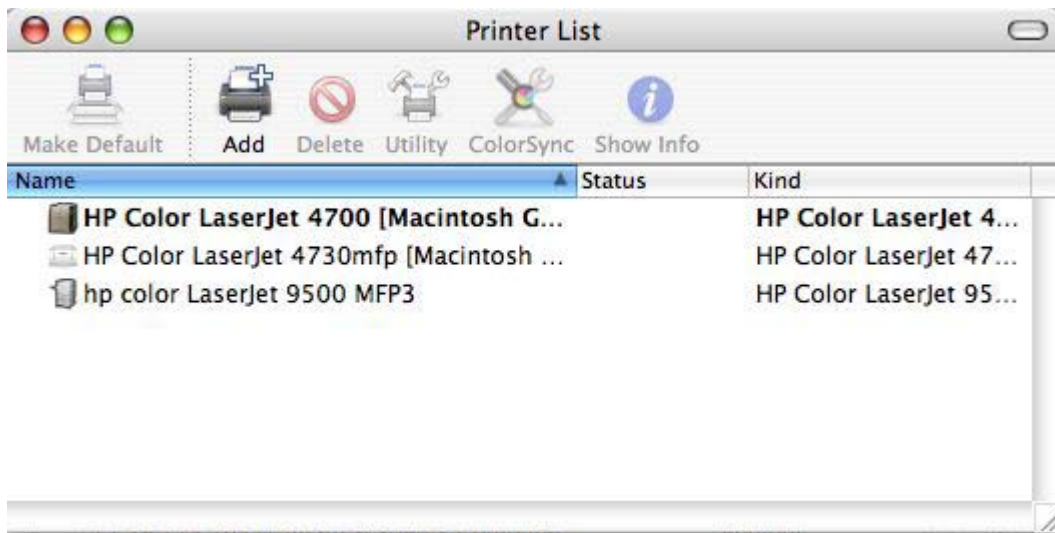 Printer List
Make Default Add Delete Utility ColorSync Show Info
Name Status Kind
HP Color LaserJet 4700 [Macintosh G... HP Color LaserJet 4...
HP Color LaserJet 4730mfp [Macintosh ... HP Color LaserJet 47...
hp color LaserJet 9500 MFP3 HP Color LaserJet 95...